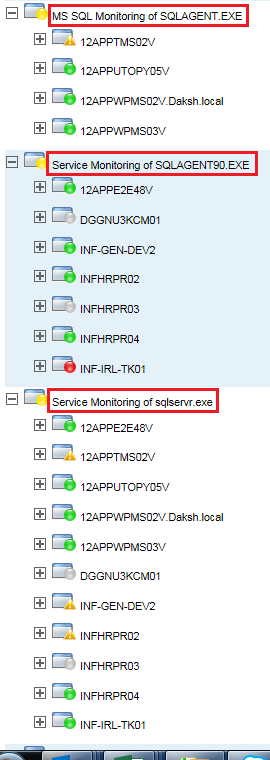 MS SQL Monitoring of SQLAGENT.EXE
12APPTMS02V
12APPUTOPY05V
12APPWPMS02V.Daksh.local
12APPWPMS03V
Service Monitoring of SQLAGENT90.EXE
12APPE2E48V
DGGNU3KCM01
INF-GEN-DEV2
INFHRPR02
INFHRPR03
INFHRPR04
INF-IRL-TK01
Service Monitoring of sqlservr.exe
12APPE2E48V
12APPTMS02V
12APPUTOPY05V
12APPWPMS02V.Daksh.local
12APPWPMS03V
DGGNU3KCM01
INF-GEN-DEV2
INFHRPR02
INFHRPR03
INFHRPR04
INF-IRL-TK01